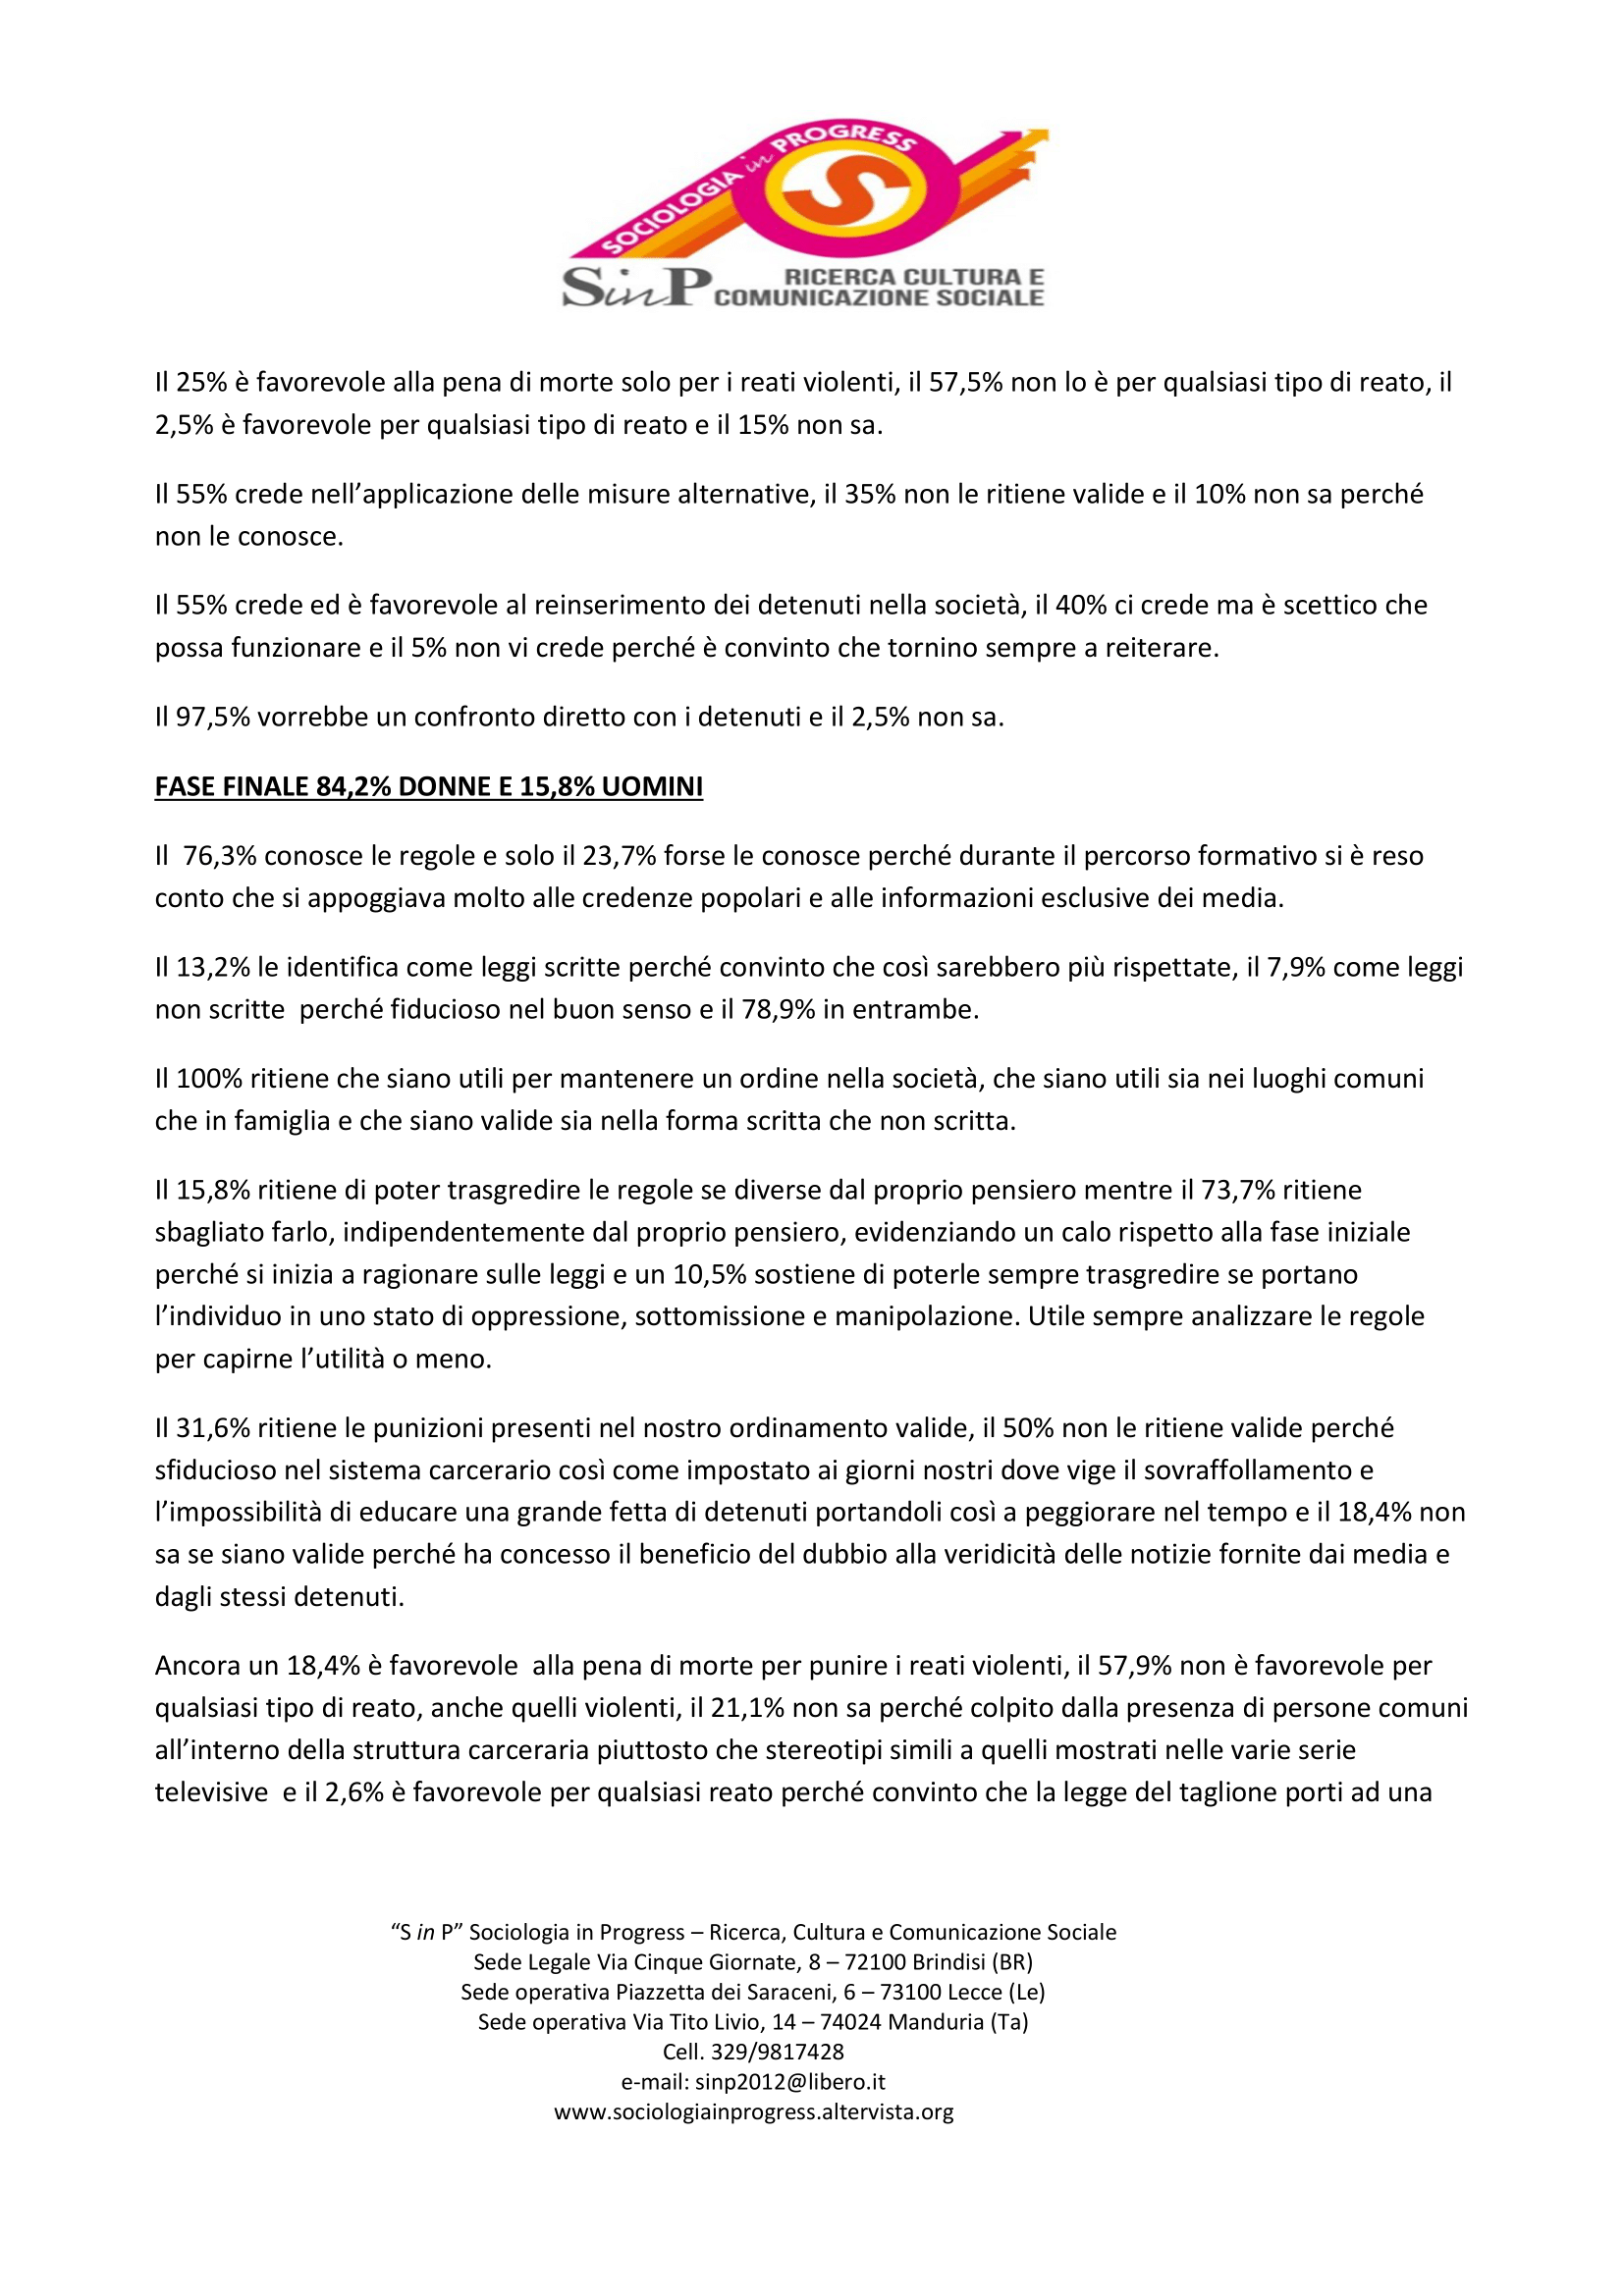 SOCIOLOGIA in PROGRESS
SinP RICERCA CULTURA E
COMUNICAZIONE SOCIALE
Il 25% è favorevole alla pena di morte solo per i reati violenti, il 57,5% non lo è per qualsiasi tipo di reato, il
2,5% è favorevole per qualsiasi tipo di reato e il 15% non sa.
Il 55% crede nell’applicazione delle misure alternative, il 35% non le ritiene valide e il 10% non sa perché
non le conosce.
Il 55% crede ed è favorevole al reinserimento dei detenuti nella società, il 40% ci crede ma è scettico che
possa funzionare e il 5% non vi crede perché è convinto che tornino sempre a reiterare.
Il 97,5% vorrebbe un confronto diretto con i detenuti e il 2,5% non sa.
FASE FINALE 84,2% DONNE E 15,8% UOMINI
Il  76,3% conosce le regole e solo il 23,7% forse le conosce perché durante il percorso formativo si è reso
conto che si appoggiava molto alle credenze popolari e alle informazioni esclusive dei media.
Il 13,2% le identifica come leggi scritte perché convinto che così sarebbero più rispettate, il 7,9% come leggi
non scritte  perché fiducioso nel buon senso e il 78,9% in entrambe.
Il 100% ritiene che siano utili per mantenere un ordine nella società, che siano utili sia nei luoghi comuni
che in famiglia e che siano valide sia nella forma scritta che non scritta.
Il 15,8% ritiene di poter trasgredire le regole se diverse dal proprio pensiero mentre il 73,7% ritiene
sbagliato farlo, indipendentemente dal proprio pensiero, evidenziando un calo rispetto alla fase iniziale
perché si inizia a ragionare sulle leggi e un 10,5% sostiene di poterle sempre trasgredire se portano
l’individuo in uno stato di oppressione, sottomissione e manipolazione. Utile sempre analizzare le regole
per capirne l’utilità o meno.
Il 31,6% ritiene le punizioni presenti nel nostro ordinamento valide, il 50% non le ritiene valide perché
sfiducioso nel sistema carcerario così come impostato ai giorni nostri dove vige il sovraffollamento e
l’impossibilità di educare una grande fetta di detenuti portandoli così a peggiorare nel tempo e il 18,4% non
sa se siano valide perché ha concesso il beneficio del dubbio alla veridicità delle notizie fornite dai media e
dagli stessi detenuti.
Ancora un 18,4% è favorevole  alla pena di morte per punire i reati violenti, il 57,9% non è favorevole per
qualsiasi tipo di reato, anche quelli violenti, il 21,1% non sa perché colpito dalla presenza di persone comuni
all’interno della struttura carceraria piuttosto che stereotipi simili a quelli mostrati nelle varie serie
televisive  e il 2,6% è favorevole per qualsiasi reato perché convinto che la legge del taglione porti ad una
“S in P” Sociologia in Progress – Ricerca, Cultura e Comunicazione Sociale
Sede Legale Via Cinque Giornate, 8 – 72100 Brindisi (BR)
Sede operativa Piazzetta dei Saraceni, 6 – 73100 Lecce (Le)
Sede operativa Via Tito Livio, 14 – 74024 Manduria (Ta)
Cell. 329/9817428
e-mail: sinp2012@libero.it
www.sociologiainprogress.altervista.org